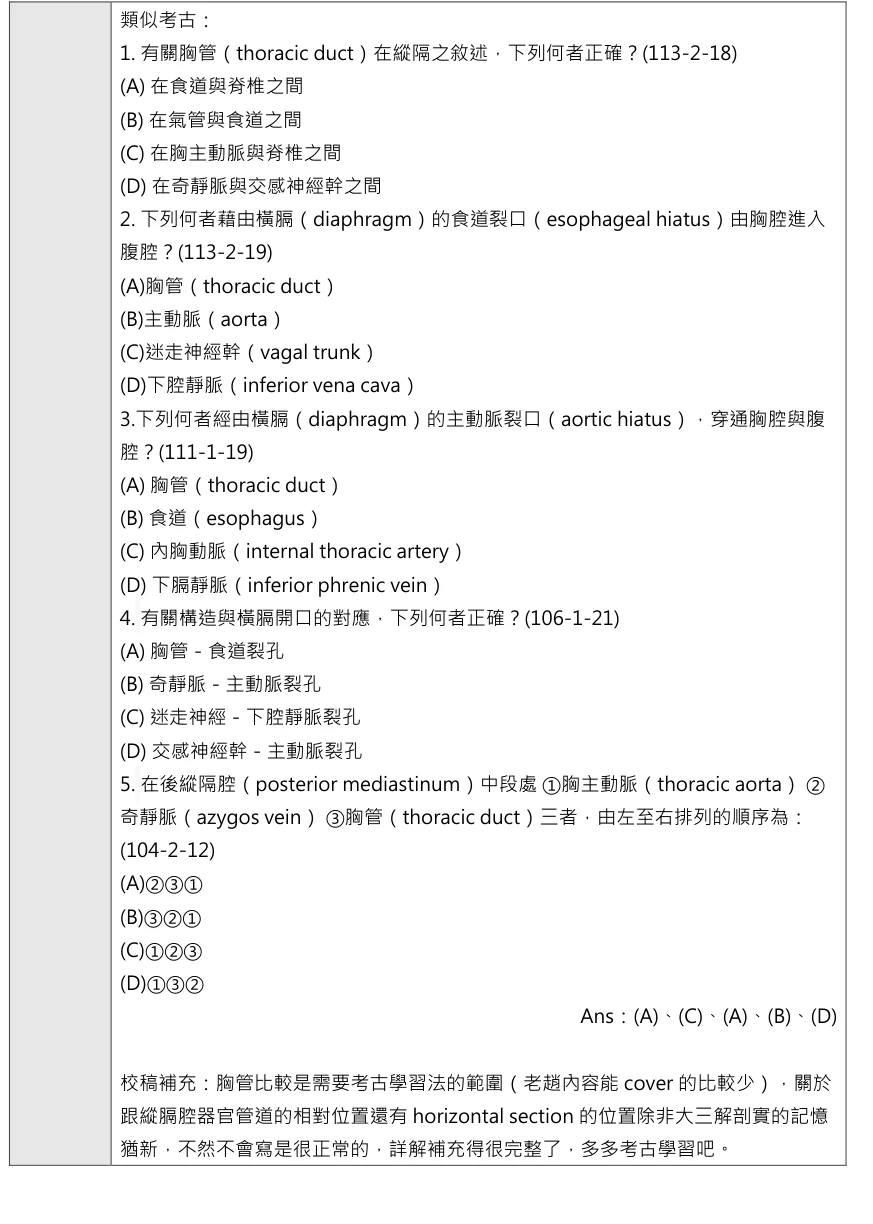 類似考古：
1. 有關胸管（thoracic duct）在縱隔之敘述，下列何者正確？(113-2-18)
(A) 在食道與脊椎之間
(B) 在氣管與食道之間
(C) 在胸主動脈與脊椎之間
(D) 在奇靜脈與交感神經幹之間
2. 下列何者藉由橫膈（diaphragm）的食道裂口（esophageal hiatus）由胸腔進入
腹腔？(113-2-19)
(A)胸管（thoracic duct）
(B)主動脈（aorta）
(C)迷走神經幹（vagal trunk）
(D)下腔靜脈（inferior vena cava）
3.下列何者經由橫膈（diaphragm）的主動脈裂口（aortic hiatus），穿通胸腔與腹
腔？(111-1-19)
(A) 胸管（thoracic duct）
(B) 食道（esophagus）
(C) 內胸動脈（internal thoracic artery）
(D) 下膈靜脈（inferior phrenic vein）
4. 有關構造與橫膈開口的對應，下列何者正確？(106-1-21)
(A) 胸管 - 食道裂孔
(B) 奇靜脈 - 主動脈裂孔
(C) 迷走神經 - 下腔靜脈裂孔
(D) 交感神經幹 - 主動脈裂孔
5. 在後縱隔腔（posterior mediastinum）中段處 ①胸主動脈（thoracic aorta） ②
奇靜脈（azygos vein） ③胸管（thoracic duct）三者，由左至右排列的順序為：
(104-2-12)
(A)②③①
(B)③②①
(C)①②③
(D)①③②
Ans：(A)、(C)、(A)、(B)、(D)
校稿補充：胸管比較是需要考古學習法的範圍（老趙內容能 cover 的比較少），關於
跟縱膈腔器官管道的相對位置還有 horizontal section 的位置除非大三解剖實的記憶
猶新，不然不會寫是很正常的，詳解補充得很完整了，多多考古學習吧。